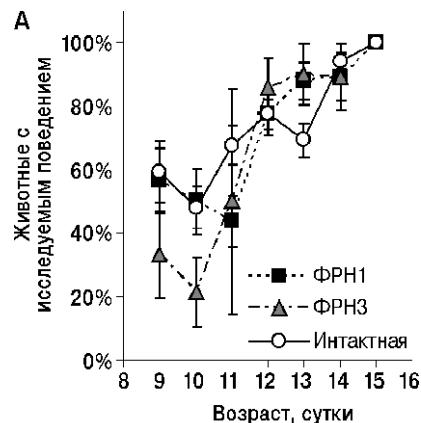 А
Животные с
исследуемым поведением
100%
80%
60%
40%
20%
0%
ФРН1
ФРН3
Интактная
8 9 10 11 12 13 14 15 16
Возраст, сутки